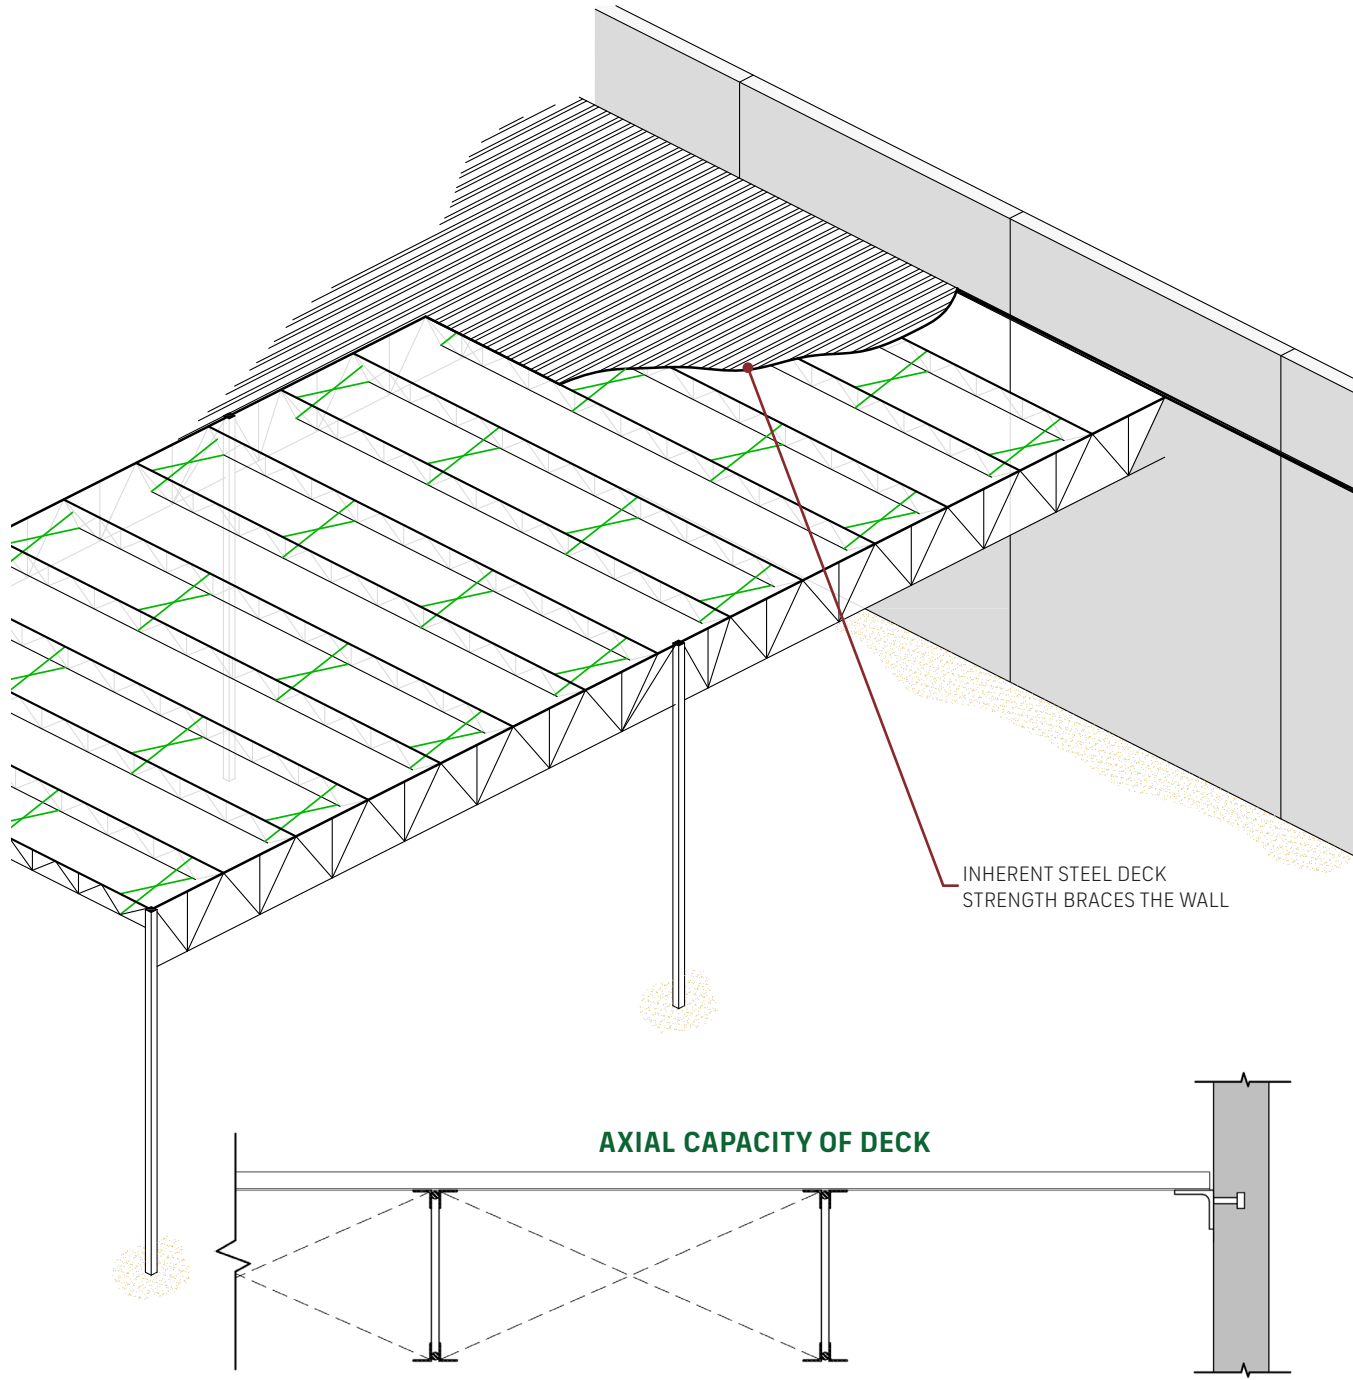 INHERENT STEEL DECK
STRENGTH BRACES THE WALL
AXIAL CAPACITY OF DECK